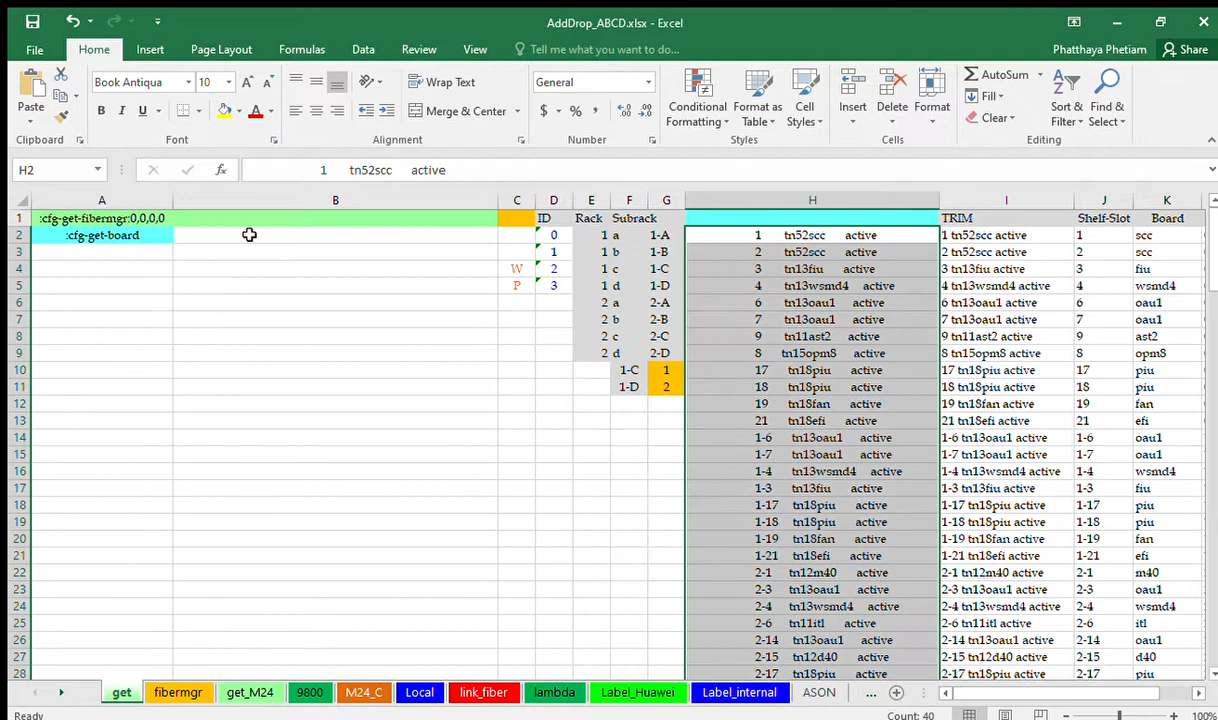 AddDrop_ABCD.xlsx - Excel
File Home Insert Page Layout Formulas Data Review View Tell me what you want to do... Phatthaya Phetiam Share
Paste Book Antiqua 10 Wrap Text General Conditional Formatting Format as Table Cell Styles Insert Delete Format AutoSum Fill Clear Sort & Filter Find & Select
B I U Merge & Center $ % ,
Clipboard Font Alignment Number Styles Cells Editing
H2 fx 1 tn52scc active
A B C D E F G H I J K
1 :cfg-get-fibermgr:0,0,0,0 ID Rack Subrack TRIM Shelf-Slot Board
2 :cfg-get-board 0 1 a 1-A 1 tn52scc active 1 tn52scc active 1 scc
3 1 1 b 1-B 2 tn52scc active 2 tn52scc active 2 scc
4 W 2 1 c 1-C 3 tn13fiu active 3 tn13fiu active 3 fiu
5 P 3 1 d 1-D 4 tn13wsmd4 active 4 tn13wsmd4 active 4 wsmd4
6 2 a 2-A 6 tn13oau1 active 6 tn13oau1 active 6 oau1
7 2 b 2-B 7 tn13oau1 active 7 tn13oau1 active 7 oau1
8 2 c 2-C 9 tn11ast2 active 9 tn11ast2 active 9 ast2
9 2 d 2-D 8 tn15opm8 active 8 tn15opm8 active 8 opm8
10 1-C 1 17 tn18piu active 17 tn18piu active 17 piu
11 1-D 2 18 tn18piu active 18 tn18piu active 18 piu
12 19 tn18fan active 19 tn18fan active 19 fan
13 21 tn18efi active 21 tn18efi active 21 efi
14 1-6 tn13oau1 active 1-6 tn13oau1 active 1-6 oau1
15 1-7 tn13oau1 active 1-7 tn13oau1 active 1-7 oau1
16 1-4 tn13wsmd4 active 1-4 tn13wsmd4 active 1-4 wsmd4
17 1-3 tn13fiu active 1-3 tn13fiu active 1-3 fiu
18 1-17 tn18piu active 1-17 tn18piu active 1-17 piu
19 1-18 tn18piu active 1-18 tn18piu active 1-18 piu
20 1-19 tn18fan active 1-19 tn18fan active 1-19 fan
21 1-21 tn18efi active 1-21 tn18efi active 1-21 efi
22 2-1 tn12m40 active 2-1 tn12m40 active 2-1 m40
23 2-3 tn13oau1 active 2-3 tn13oau1 active 2-3 oau1
24 2-4 tn13wsmd4 active 2-4 tn13wsmd4 active 2-4 wsmd4
25 2-6 tn11itl active 2-6 tn11itl active 2-6 itl
26 2-14 tn13oau1 active 2-14 tn13oau1 active 2-14 oau1
27 2-15 tn12d40 active 2-15 tn12d40 active 2-15 d40
28 2-17 tn18piu active 2-17 tn18piu active 2-17 piu
get fibermgr get_M24 9800 M24_C Local link_fiber lambda Label_Huawei Label_internal ASON ...
Ready Count: 40 100%